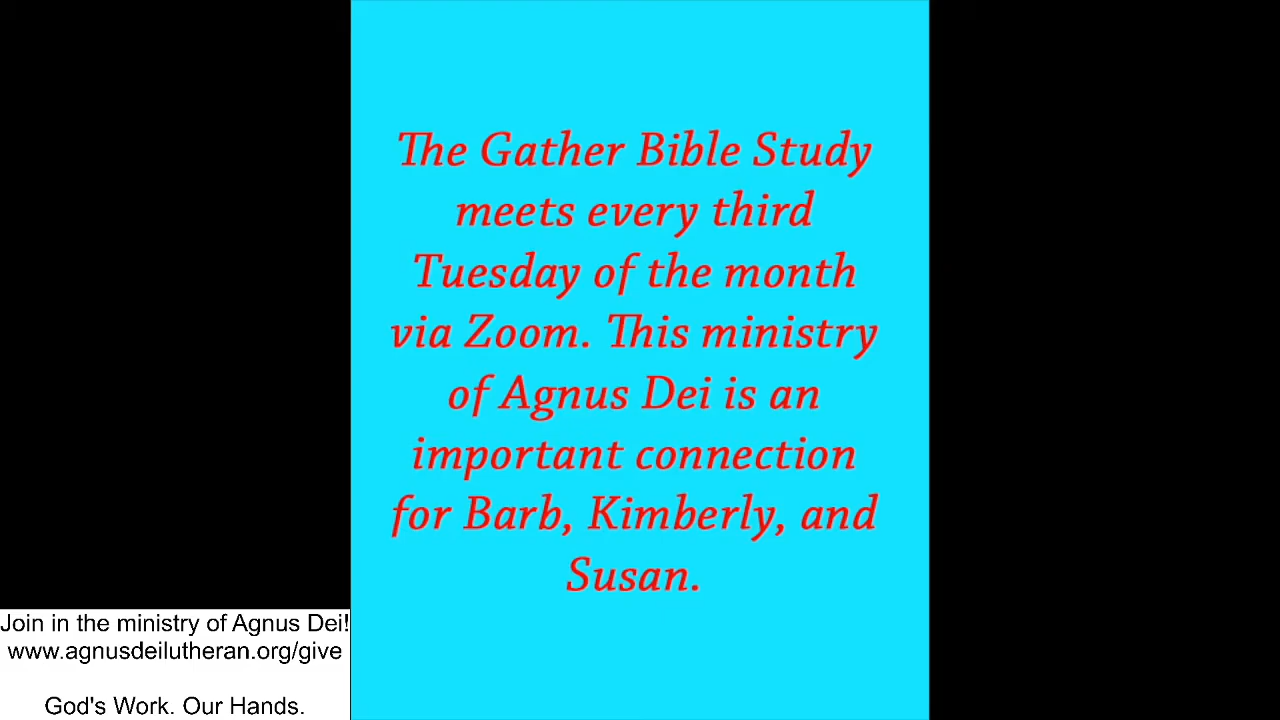 The Gather Bible Study
meets every third
Tuesday of the month
via Zoom. This ministry
of Agnus Dei is an
important connection
for Barb, Kimberly, and
Susan.
Join in the ministry of Agnus Dei!
www.agnusdeilutheran.org/give
God's Work. Our Hands.